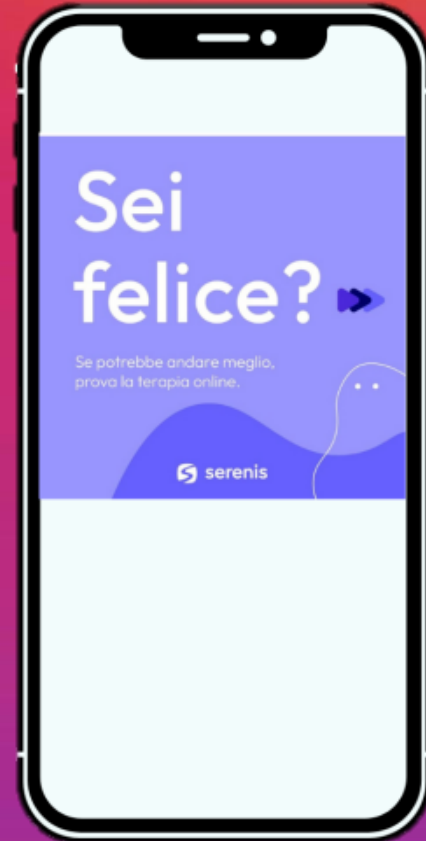 Sei
felice?
Se potrebbe andare meglio,
prova la terapia online.
serenis